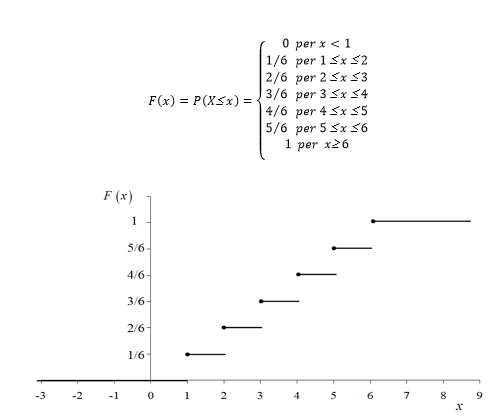 0 per x < 1
1/6 per 1 ≤x ≤2
2/6 per 2 ≤x ≤3
F(x) = P(X≤x) = 3/6 per 3 ≤x ≤4
4/6 per 4 ≤x ≤5
5/6 per 5 ≤x ≤6
1 per x≥6
F (x)
1
5/6
4/6
3/6
2/6
1/6
-3 -2 -1 0 1 2 3 4 5 6 7 8 9
x